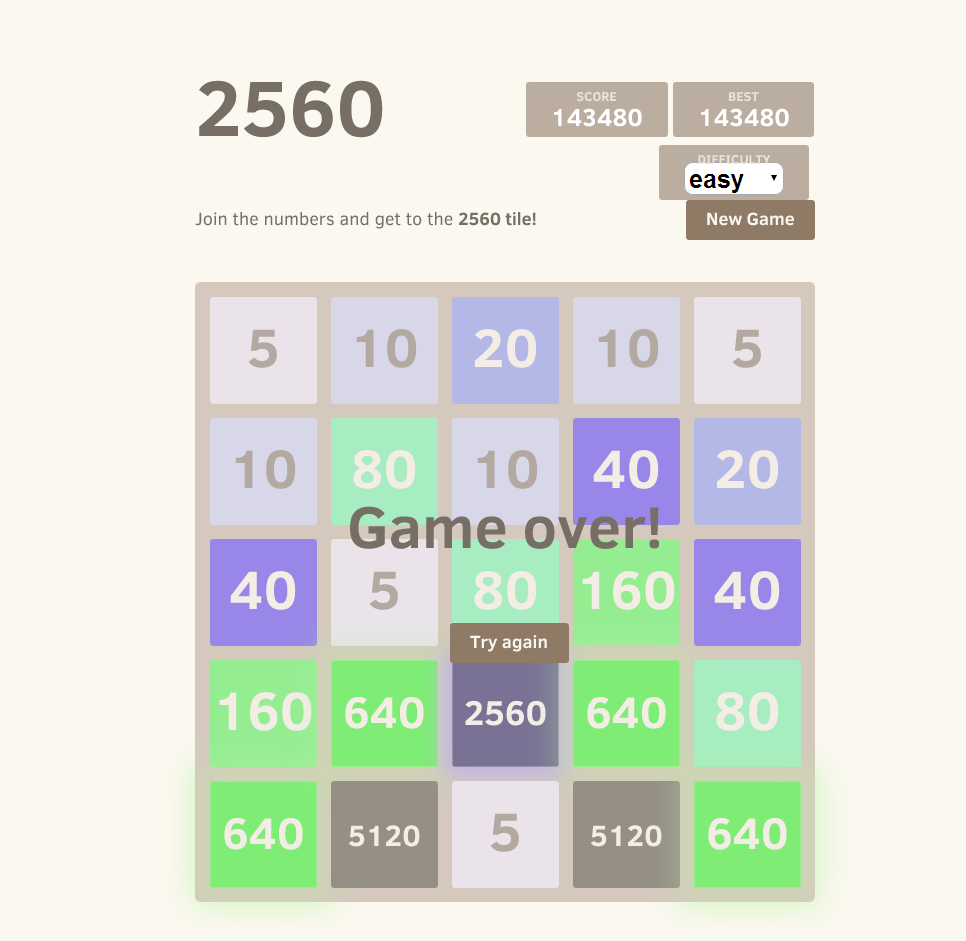 2560
SCORE
143480
BEST
143480
DIFFICULTY
easy
Join the numbers and get to the 2560 tile!
New Game
5 10 20 10 5
10 80 10 40 20
Game over!
40 5 80 160 40
Try again
160 640 2560 640 80
640 5120 5 5120 640